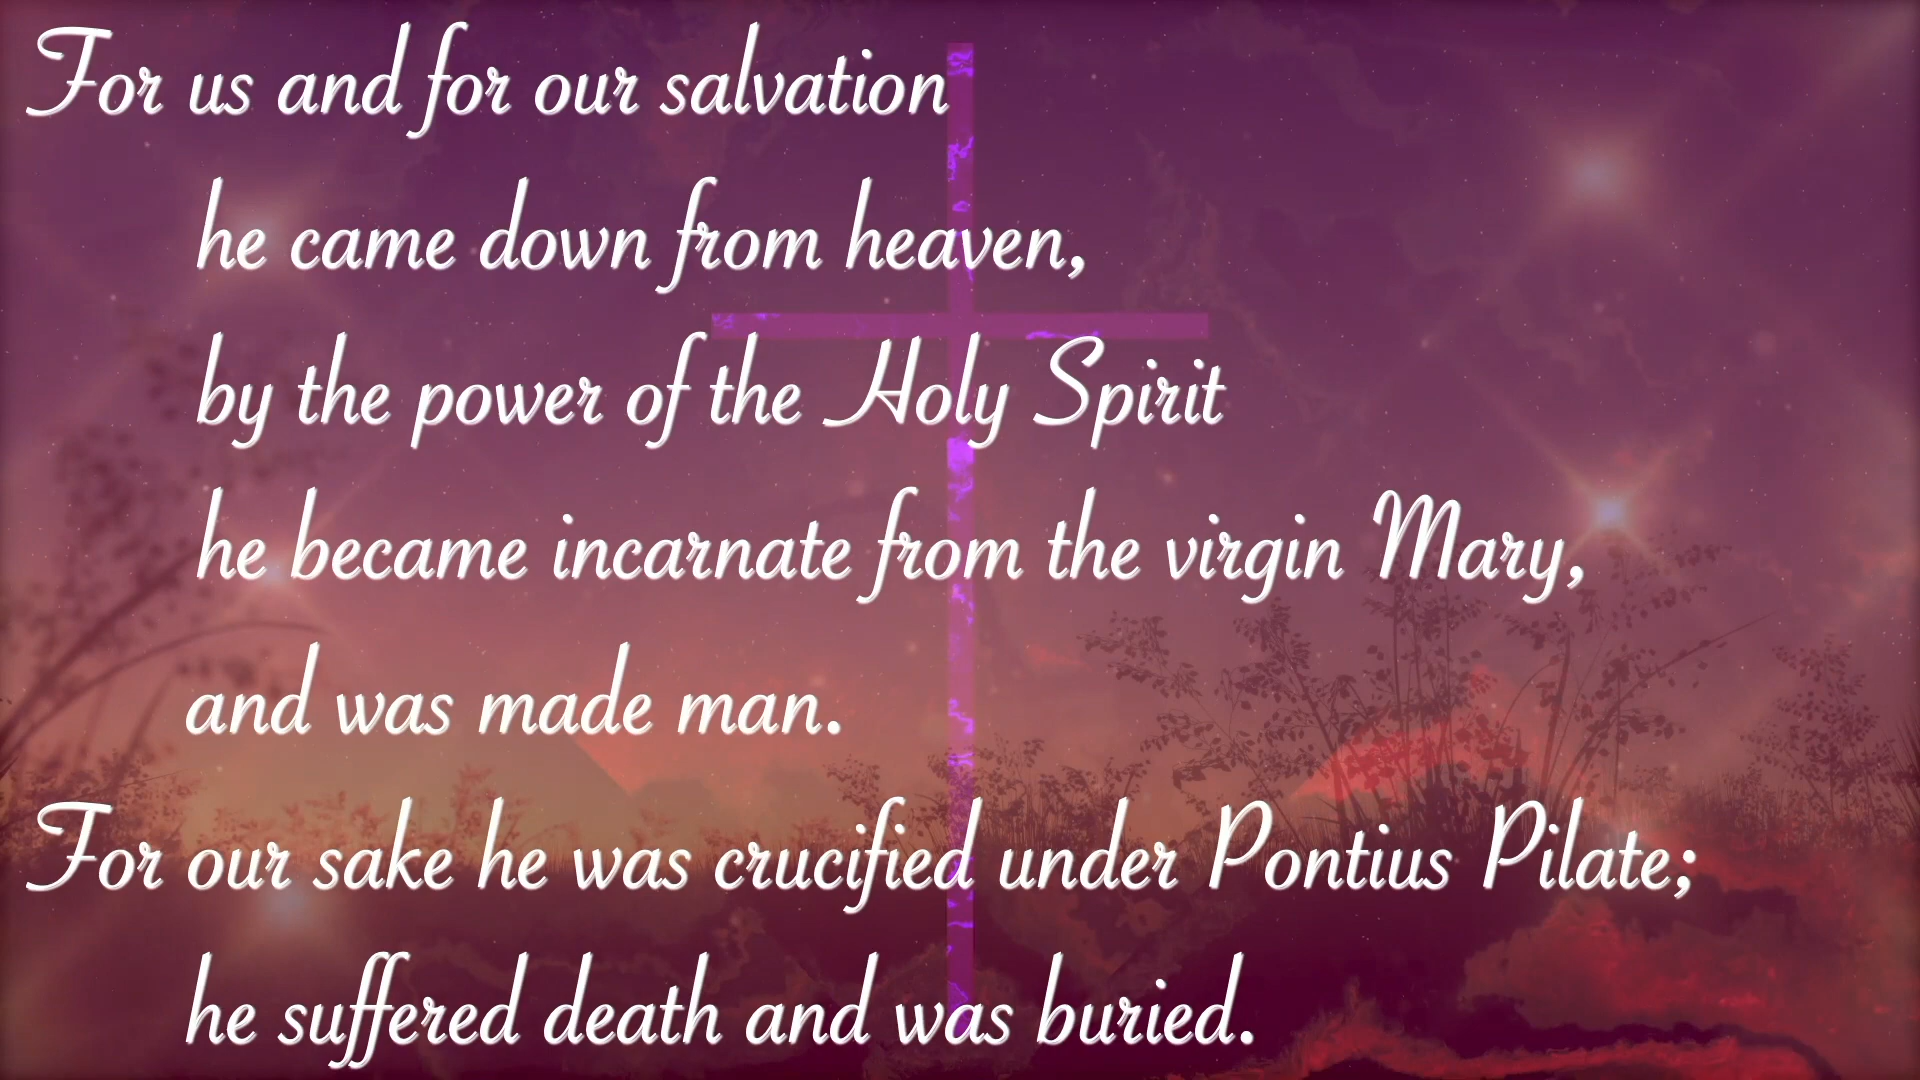 For us and for our salvation
he came down from heaven,
by the power of the Holy Spirit
he became incarnate from the virgin Mary,
and was made man.
For our sake he was crucified under Pontius Pilate;
he suffered death and was buried.